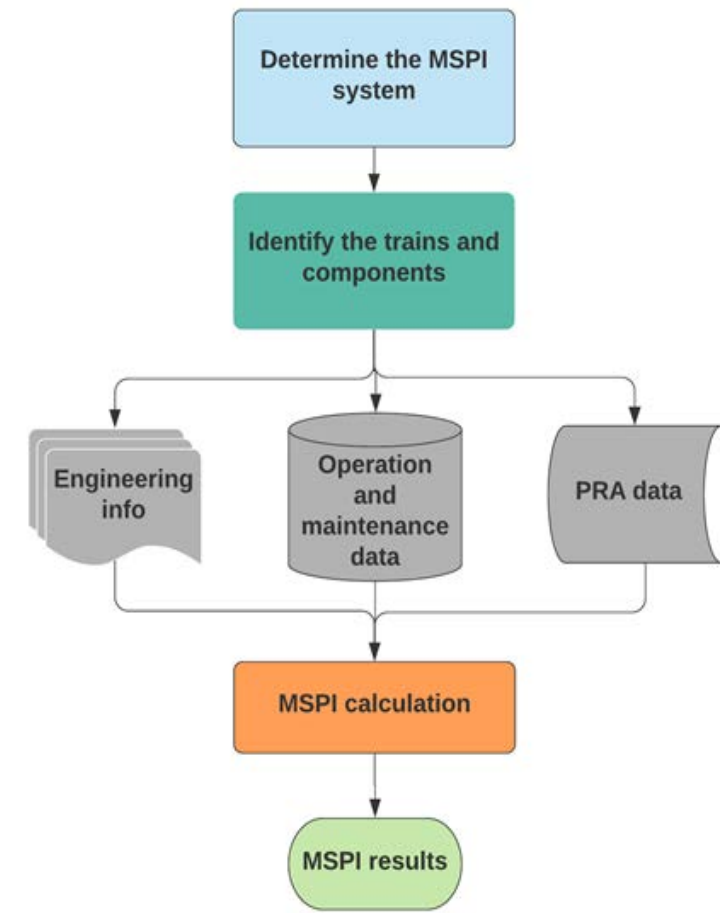 Determine the MSPI
system
Identify the trains and
components
Engineering
info
Operation
and
maintenance
data
PRA data
MSPI calculation
MSPI results